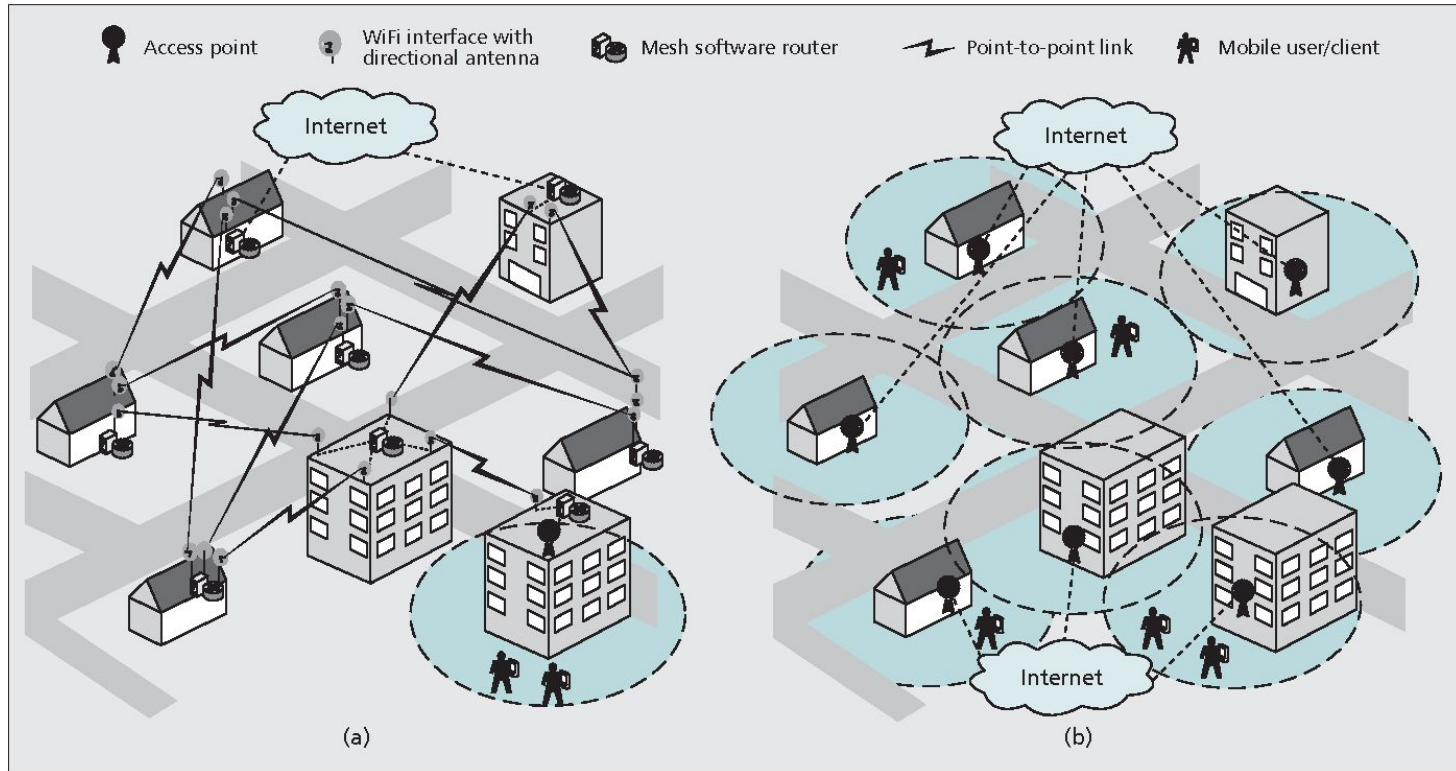 Access point
WiFi interface with
directional antenna
Mesh software router
Point-to-point link
Mobile user/client
Internet
Internet
Internet
(a)
(b)